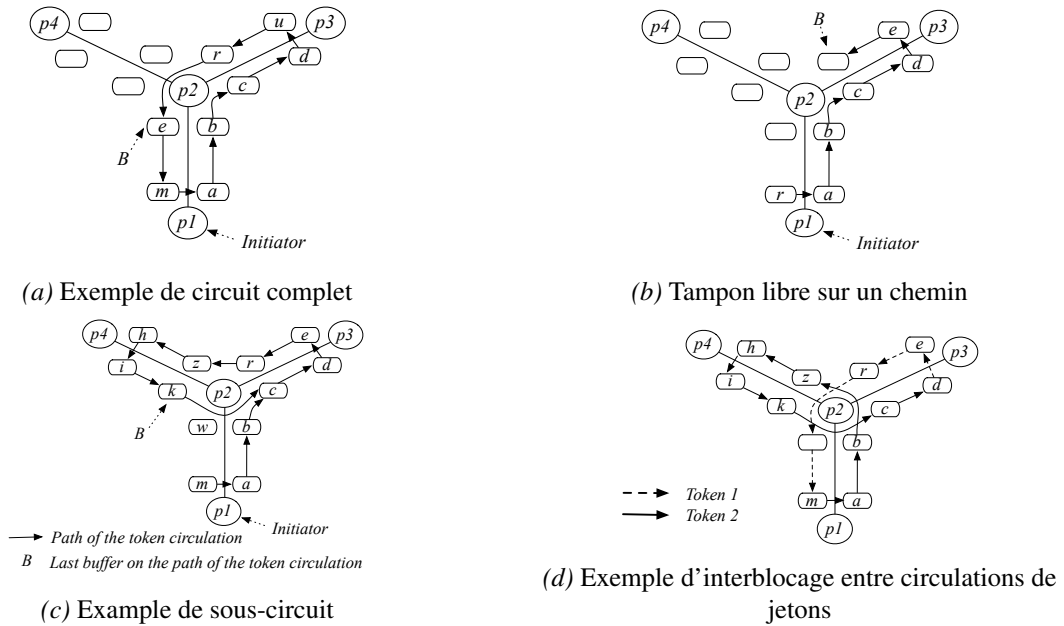 p4
u
p3
r
d
c
p2
e
b
B
m
a
p1
Initiator
(a) Exemple de circuit complet
p4
B
e
p3
d
c
p2
b
r
a
p1
Initiator
(b) Tampon libre sur un chemin
p4
h
e
p3
z
r
i
d
k
p2
c
B
w
b
m
a
p1
Initiator
Path of the token circulation
B Last buffer on the path of the token circulation
(c) Example de sous-circuit
p4
h
e
p3
z
r
i
d
k
p2
c
b
m
a
p1
Token 1
Token 2
(d) Exemple d'interblocage entre circulations de
jetons